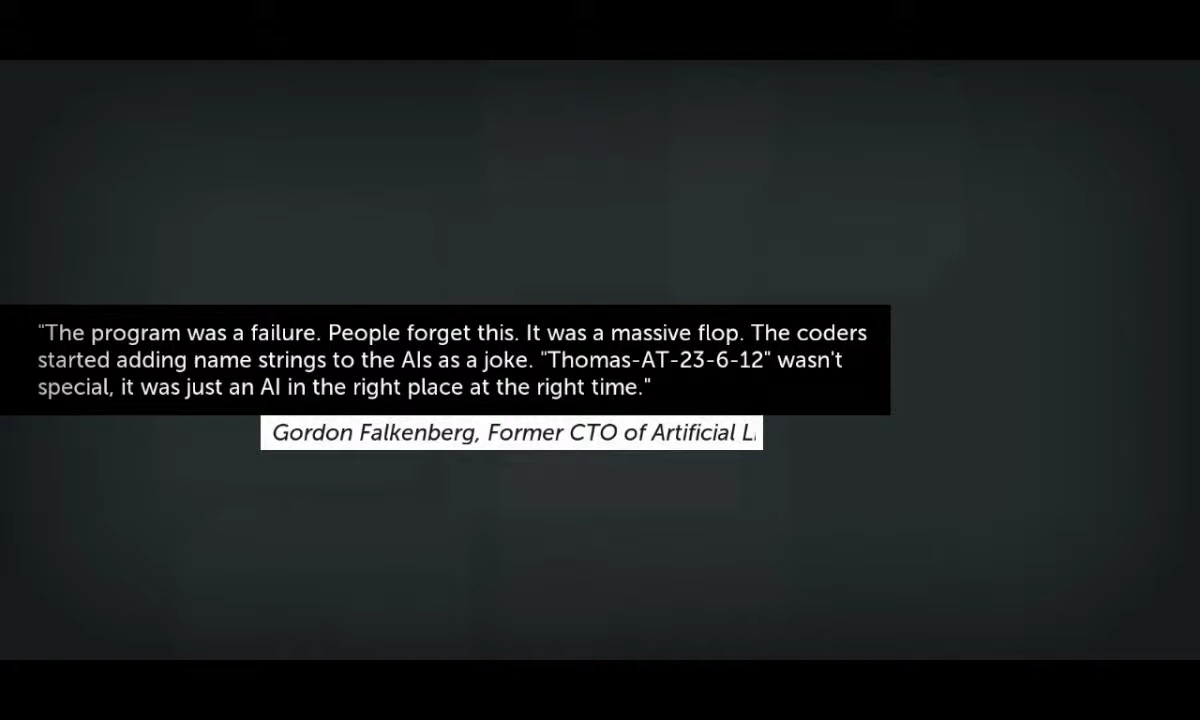 "The program was a failure. People forget this. It was a massive flop. The coders
started adding name strings to the AIs as a joke. "Thomas-AT-23-6-12" wasn't
special, it was just an AI in the right place at the right time."
Gordon Falkenberg, Former CTO of Artificial